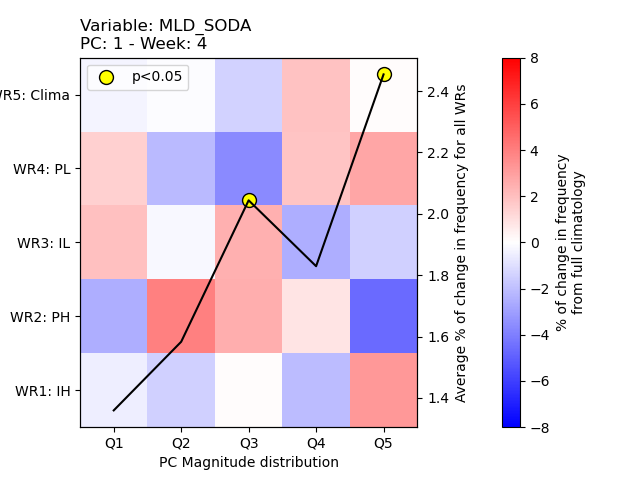 Variable: MLD_SODA
PC: 1 - Week: 4
p<0.05
WR5: Clima
WR4: PL
WR3: IL
WR2: PH
WR1: IH
Q1 Q2 Q3 Q4 Q5
PC Magnitude distribution
2.4
2.2
2.0
1.8
1.6
1.4
Average % of change in frequency for all WRs
8
6
4
2
0
−2
−4
−6
−8
% of change in frequency
from full climatology